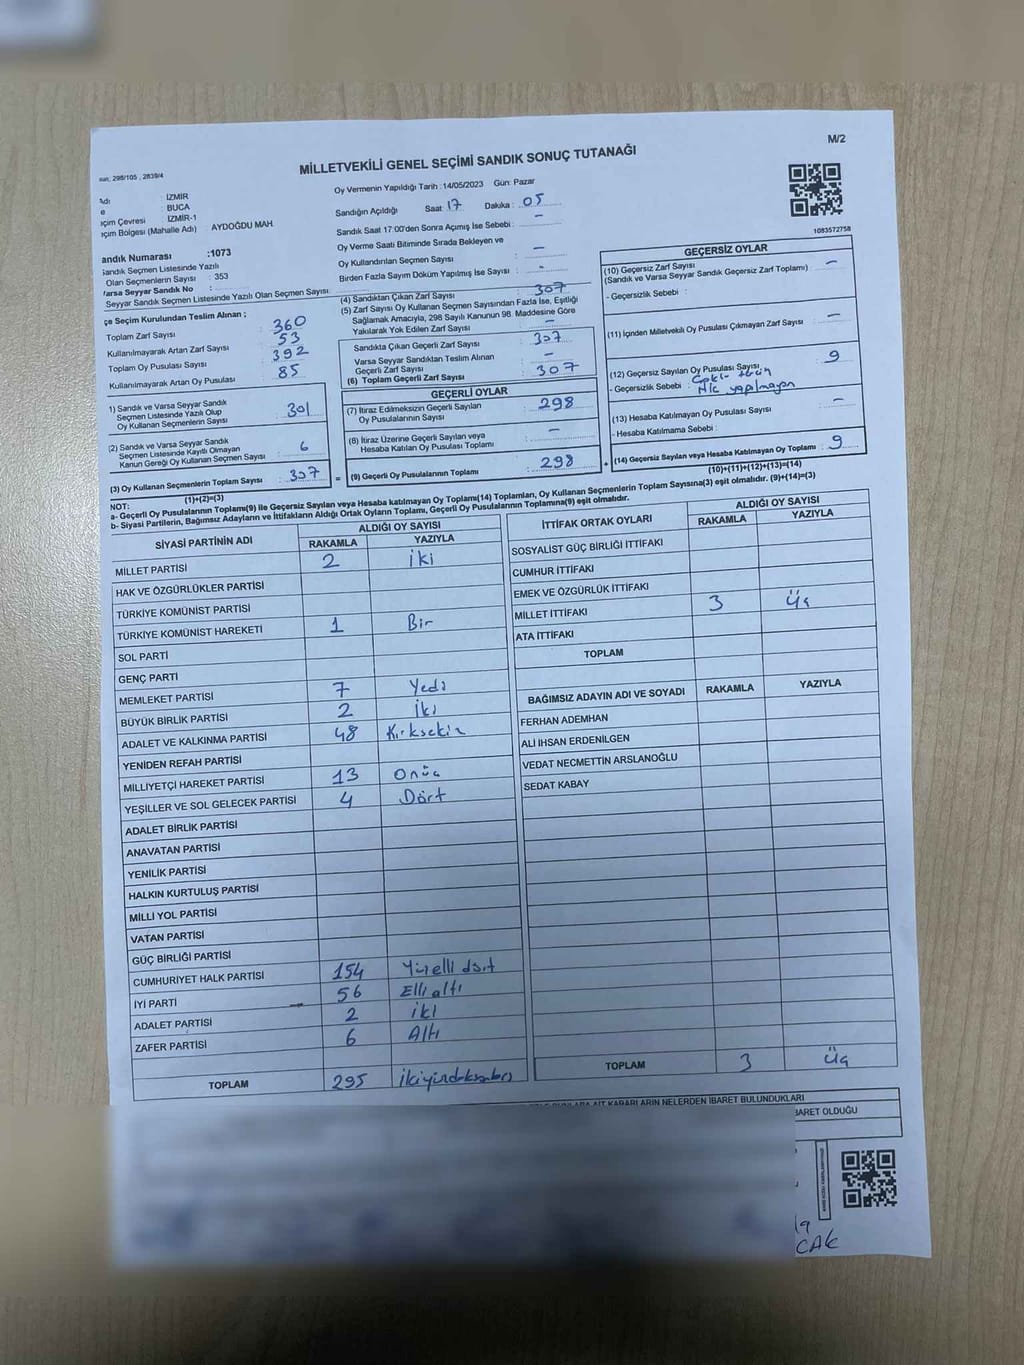 M/2
MİLLETVEKİLİ GENEL SEÇİMİ SANDIK SONUÇ TUTANAĞI
298/105 , 2839/4
Oy Vermenin Yapıldığı Tarih : 14/05/2023 Gün: Pazar
: İZMİR
: BUCA
: İZMİR-1
AYDOĞDU MAH.
Sandığın Açıldığı Saat: 17 Dakika : 05
Sandık Saat 17:00'den Sonra Açımış İse Sebebi : –
Oy Verme Saati Bitiminde Sırada Bekleyen ve
Oy Kullandırılan Seçmen Sayısı : –
Birden Fazla Sayım Döküm Yapılmış İse Sayısı : -
1083572758
andık Numarası :1073
Sandık Seçmen Listesinde Yazılı
Olan Seçmenlerin Sayısı : 353
Varsa Seyyar Sandık No :
Seyyar Sandık Seçmen Listesinde Yazılı Olan Seçmen Sayısı :
çe Seçim Kurulundan Teslim Alınan ;
Toplam Zarf Sayısı : 360
Kullanılmayarak Artan Zarf Sayısı : 53
Toplam Oy Pusulası Sayısı : 392
Kullanılmayarak Artan Oy Pusulası : 85
1) Sandık ve Varsa Seyyar Sandık
Seçmen Listesinde Yazılı Olup
Oy Kullanan Seçmenlerin Sayısı : 301
(2) Sandık ve Varsa Seyyar Sandık
Seçmen Listesinde Kayıtlı Olmayan
Kanun Gereği Oy Kullanan Seçmen Sayısı : 6
(3) Oy Kullanan Seçmenlerin Toplam Sayısı : 307
(1)+(2)=(3)
(4) Sandıktan Çıkan Zarf Sayısı : 307
(5) Zarf Sayısı Oy Kullanan Seçmen Sayısından Fazla İse, Eşitliği
Sağlamak Amacıyla, 298 Sayılı Kanunun 98. Maddesine Göre
Yakılarak Yok Edilen Zarf Sayısı : –
Sandıkta Çıkan Geçerli Zarf Sayısı : 307
Varsa Seyyar Sandıktan Teslim Alınan
Geçerli Zarf Sayısı : –
(6) Toplam Geçerli Zarf Sayısı : 307
GEÇERLİ OYLAR
(7) İtiraz Edilmeksizin Geçerli Sayılan
Oy Pusulalarının Sayısı : 298
(8) İtiraz Üzerine Geçerli Sayılan veya
Hesaba Katılan Oy Pusulası Toplamı : –
(9) Geçerli Oy Pusulalarının Toplamı : 298
GEÇERSİZ OYLAR
(10) Geçersiz Zarf Sayısı : –
(Sandık ve Varsa Seyyar Sandık Geçersiz Zarf Toplamı)
- Geçersizlik Sebebi :
(11) İçinden Milletvekili Oy Pusulası Çıkmayan Zarf Sayısı : –
(12) Geçersiz Sayılan Oy Pusulası Sayısı : 9
- Geçersizlik Sebebi : Hiç yapılmayan
(13) Hesaba Katılmayan Oy Pusulası Sayısı : –
- Hesaba Katılmama Sebebi :
(14) Geçersiz Sayılan veya Hesaba Katılmayan Oy Toplamı : 9
(10)+(11)+(12)+(13)=(14)
NOT:
a- Geçerli Oy Pusulalarının Toplamı(9) ile Geçersiz Sayılan veya Hesaba katılmayan Oy Toplamı(14) Toplamları, Oy Kullanan Seçmenlerin Toplam Sayısına(3) eşit olmalıdır. (9)+(14)=(3)
b- Siyasi Partilerin, Bağımsız Adayların ve İttifakların Aldığı Ortak Oyların Toplamı, Geçerli Oy Pusulalarının Toplamına(9) eşit olmalıdır.
SİYASİ PARTİNİN ADI ALDIĞI OY SAYISI
RAKAMLA YAZIYLA
MİLLET PARTİSİ 2 iki
HAK VE ÖZGÜRLÜKLER PARTİSİ
TÜRKİYE KOMÜNİST PARTİSİ
TÜRKİYE KOMÜNİST HAREKETİ 1 Bir
SOL PARTİ
GENÇ PARTİ
MEMLEKET PARTİSİ 7 Yedi
BÜYÜK BİRLİK PARTİSİ 2 İki
ADALET VE KALKINMA PARTİSİ 48 Kırksekiz
YENİDEN REFAH PARTİSİ
MİLLİYETÇİ HAREKET PARTİSİ 13 Onüç
YEŞİLLER VE SOL GELECEK PARTİSİ 4 Dört
ADALET BİRLİK PARTİSİ
ANAVATAN PARTİSİ
YENİLİK PARTİSİ
HALKIN KURTULUŞ PARTİSİ
MİLLİ YOL PARTİSİ
VATAN PARTİSİ
GÜÇ BİRLİĞİ PARTİSİ
CUMHURİYET HALK PARTİSİ 154 Yüzelli dört
İYİ PARTİ 56 Elli altı
ADALET PARTİSİ 2 iki
ZAFER PARTİSİ 6 Altı
TOPLAM 295 ikiyüzdoksanbeş
İTTİFAK ORTAK OYLARI ALDIĞI OY SAYISI
RAKAMLA YAZIYLA
SOSYALİST GÜÇ BİRLİĞİ İTTİFAKI
CUMHUR İTTİFAKI
EMEK VE ÖZGÜRLÜK İTTİFAKI
MİLLET İTTİFAKI 3 Üç
ATA İTTİFAKI
TOPLAM
BAĞIMSIZ ADAYIN ADI VE SOYADI RAKAMLA YAZIYLA
FERHAN ADEMHAN
ALİ İHSAN ERDENİLGEN
VEDAT NECMETTİN ARSLANOĞLU
SEDAT KABAY
TOPLAM 3 Üç
AİT KARARLARIN NELERDEN İBARET BULUNDUKLARI
BARET OLDUĞU
CAK